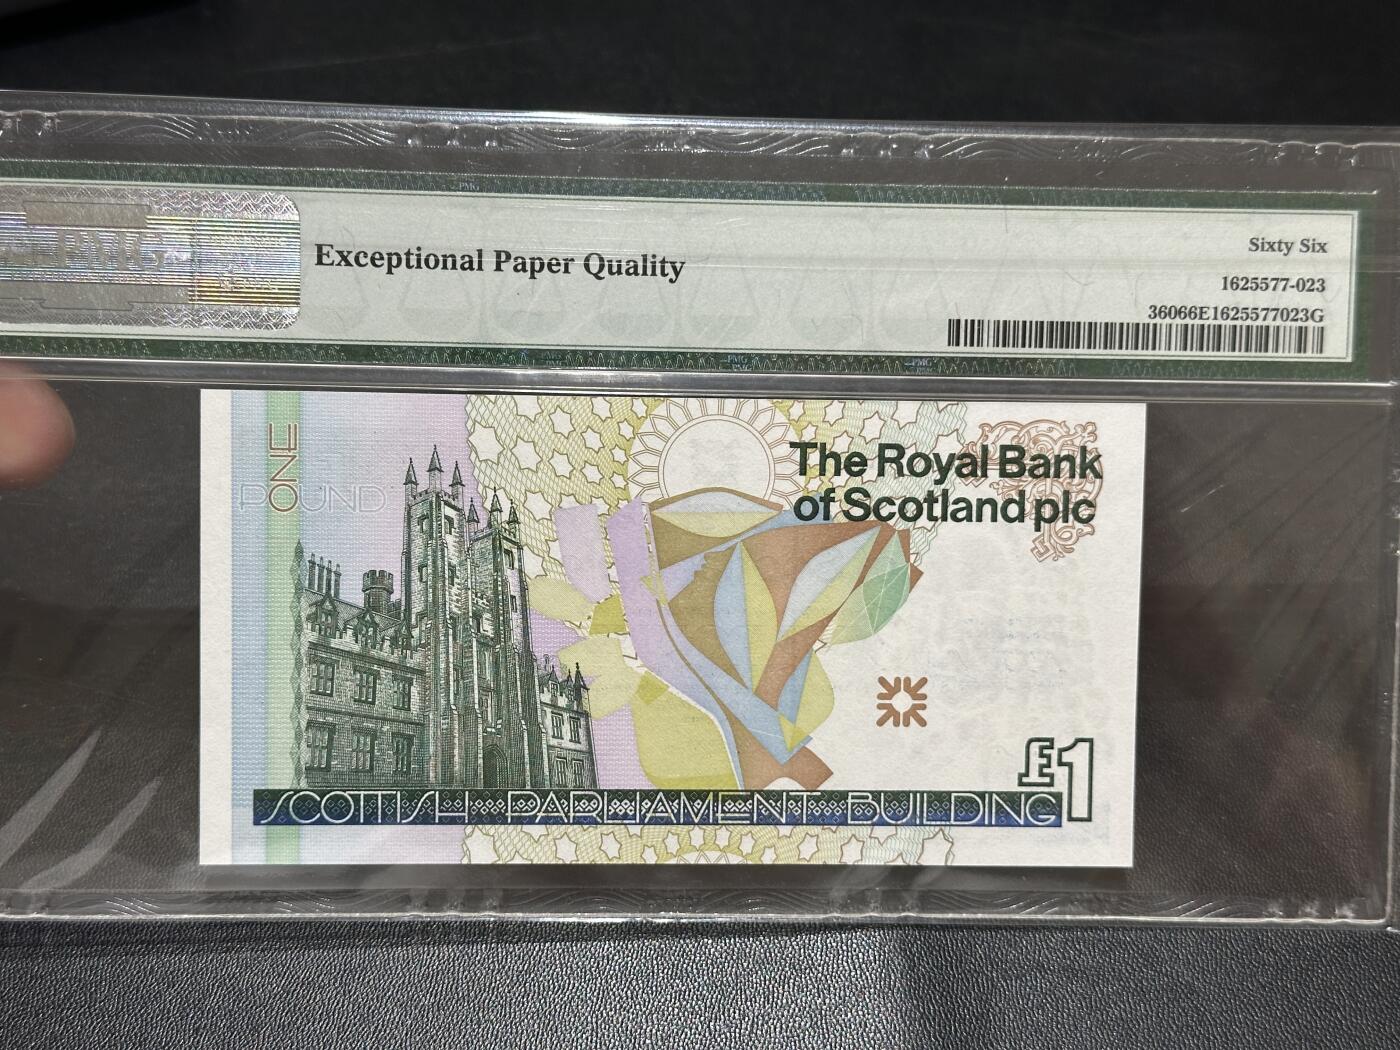 PMG
Exceptional Paper Quality
Sixty Six
1625577-023
36066E1625577023G
ONE
POUND
The Royal Bank
of Scotland plc
£1
SCOTTISH PARLIAMENT BUILDING